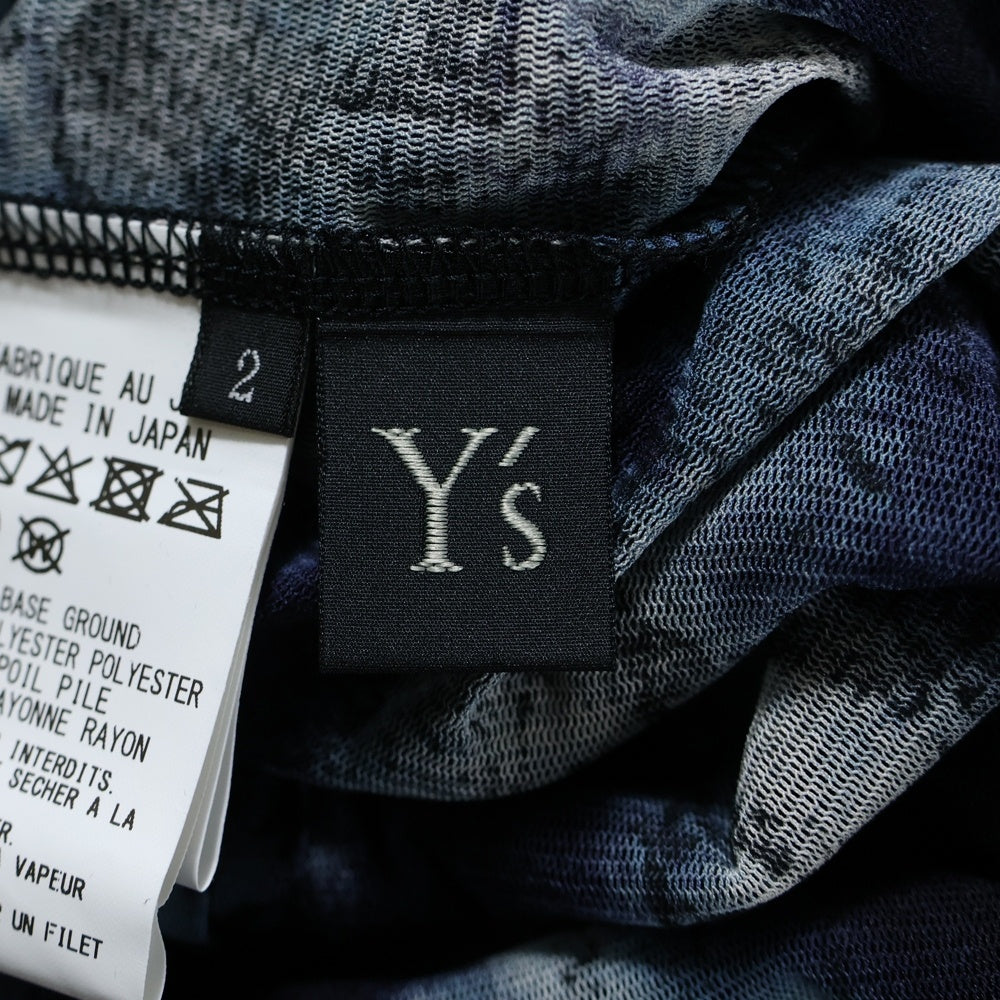 2
Y's
ABRIQUE AU J
MADE IN JAPAN
W
BASE GROUND
LYESTER POLYESTER
POIL PILE
AYONNE RAYON
INTERDITS.
SECHER A LA
R.
VAPEUR
UN FILET